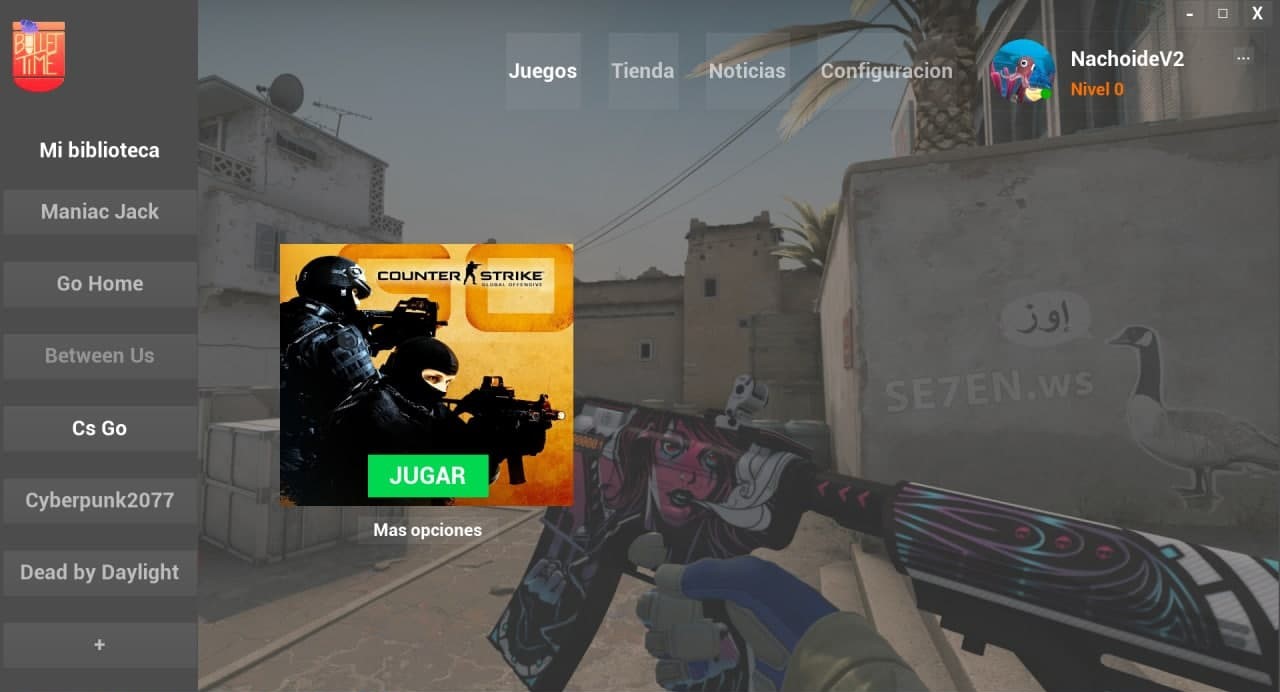 BULLET
TIME
Mi biblioteca
Maniac Jack
Go Home
Between Us
Cs Go
Cyberpunk2077
Dead by Daylight
+
Juegos
Tienda
Noticias
Configuracion
NachoideV2
Nivel 0
...
- □ X
COUNTER STRIKE
GLOBAL OFFENSIVE
JUGAR
Mas opciones
إوز
SE7EN.ws